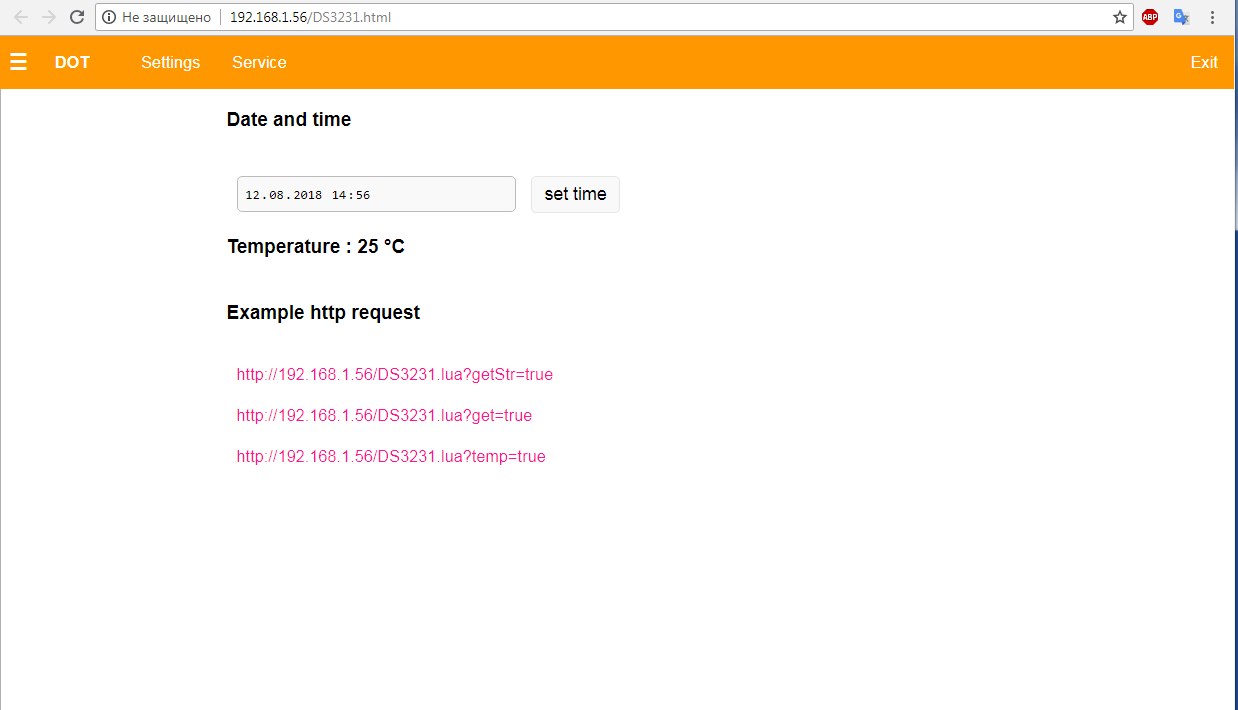 Не защищено 192.168.1.56/DS3231.html ABP G
DOT Settings Service Exit
Date and time
12.08.2018 14:56 set time
Temperature : 25 °C
Example http request
http://192.168.1.56/DS3231.lua?getStr=true
http://192.168.1.56/DS3231.lua?get=true
http://192.168.1.56/DS3231.lua?temp=true